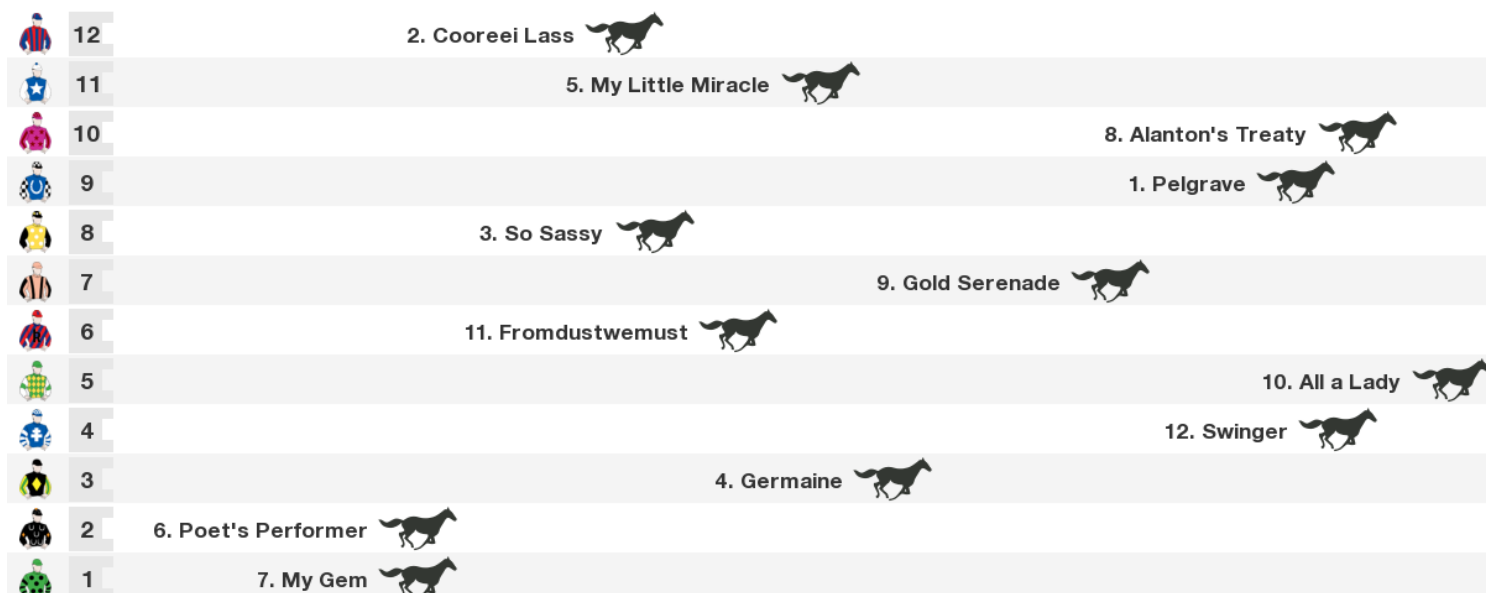 12 2. Cooreei Lass
11 5. My Little Miracle
10 8. Alanton's Treaty
9 1. Pelgrave
8 3. So Sassy
7 9. Gold Serenade
6 11. Fromdustwemust
5 10. All a Lady
4 12. Swinger
3 4. Germaine
2 6. Poet's Performer
1 7. My Gem